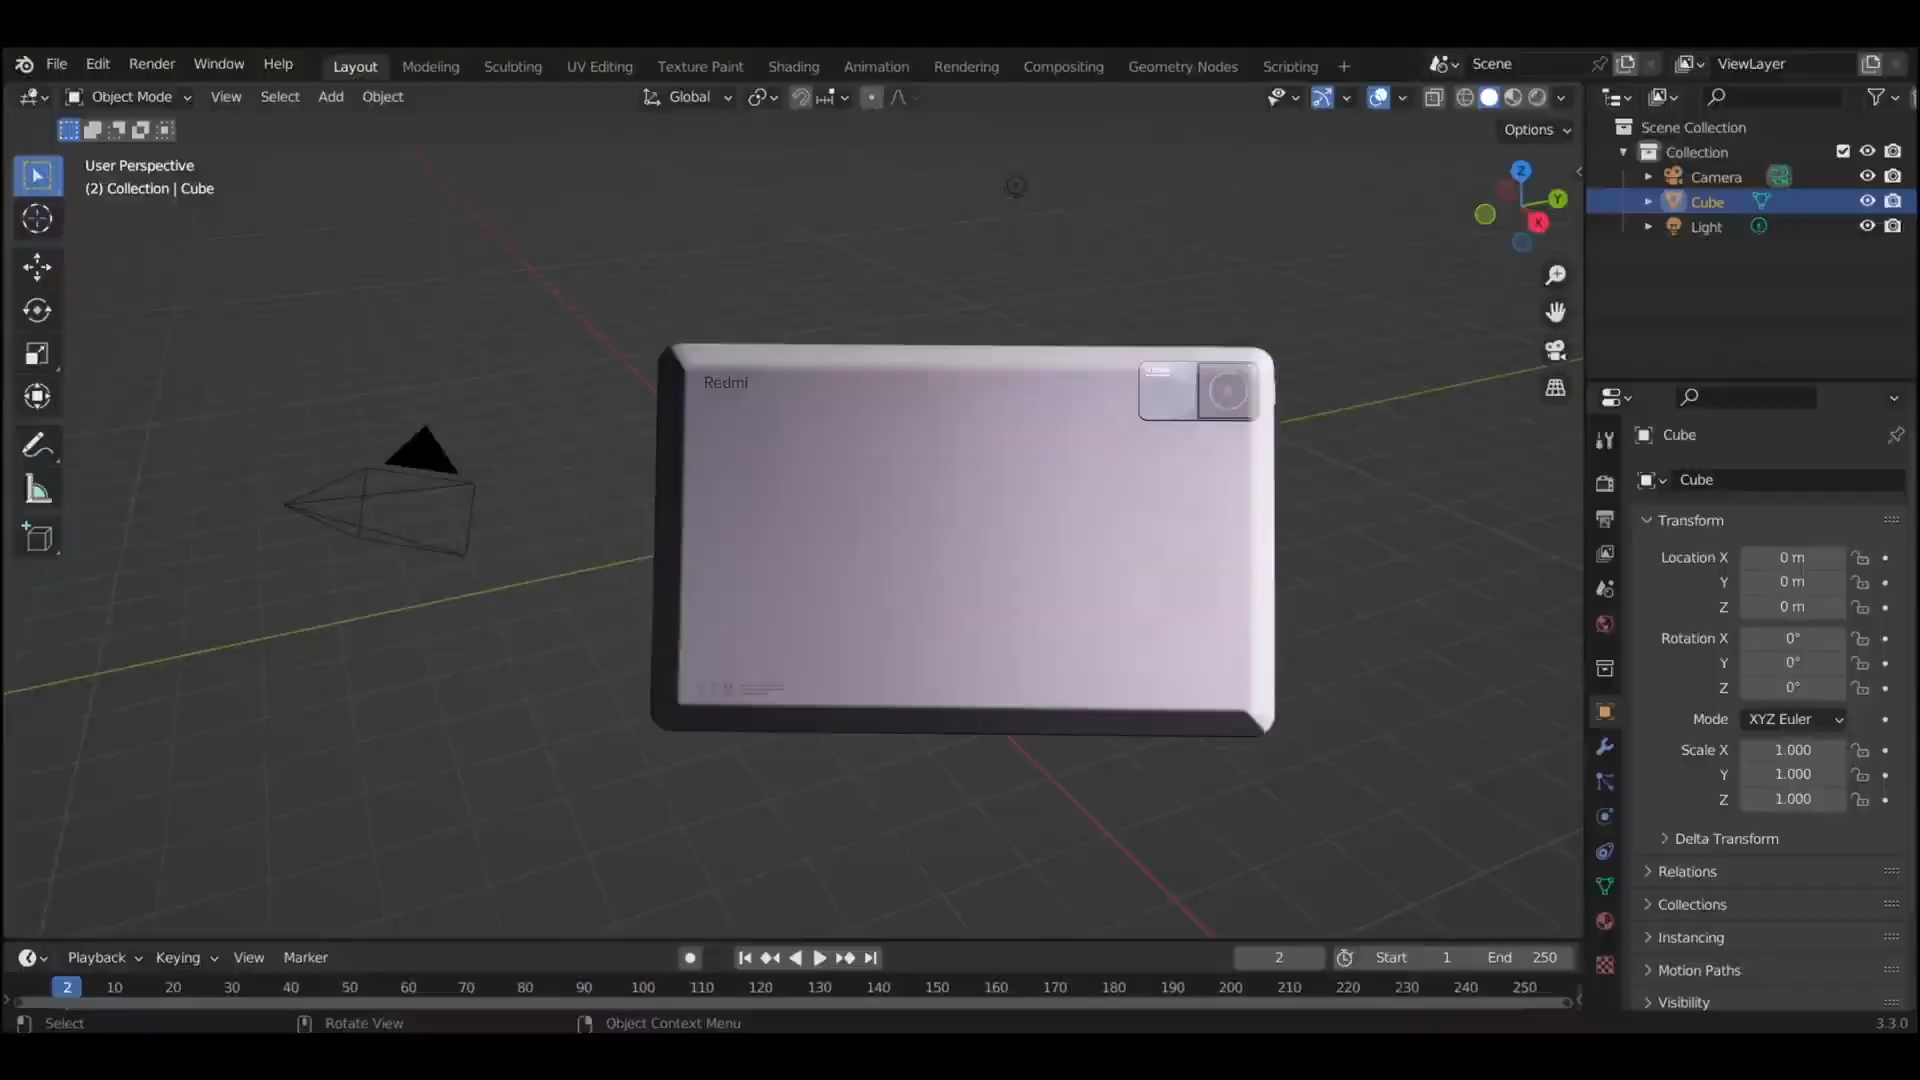 File Edit Render Window Help Layout Modeling Sculpting UV Editing Texture Paint Shading Animation Rendering Compositing Geometry Nodes Scripting + Scene ViewLayer
Object Mode View Select Add Object Global
Options
User Perspective
(2) Collection | Cube
Z
Y
X
Redmi
Scene Collection
Collection
Camera
Cube
Light
Cube
Cube
Transform
Location X 0 m
Y 0 m
Z 0 m
Rotation X 0°
Y 0°
Z 0°
Mode XYZ Euler
Scale X 1.000
Y 1.000
Z 1.000
Delta Transform
Relations
Collections
Instancing
Motion Paths
Visibility
Playback Keying View Marker 2 Start 1 End 250
2 10 20 30 40 50 60 70 80 90 100 110 120 130 140 150 160 170 180 190 200 210 220 230 240 250
Select Rotate View Object Context Menu 3.3.0